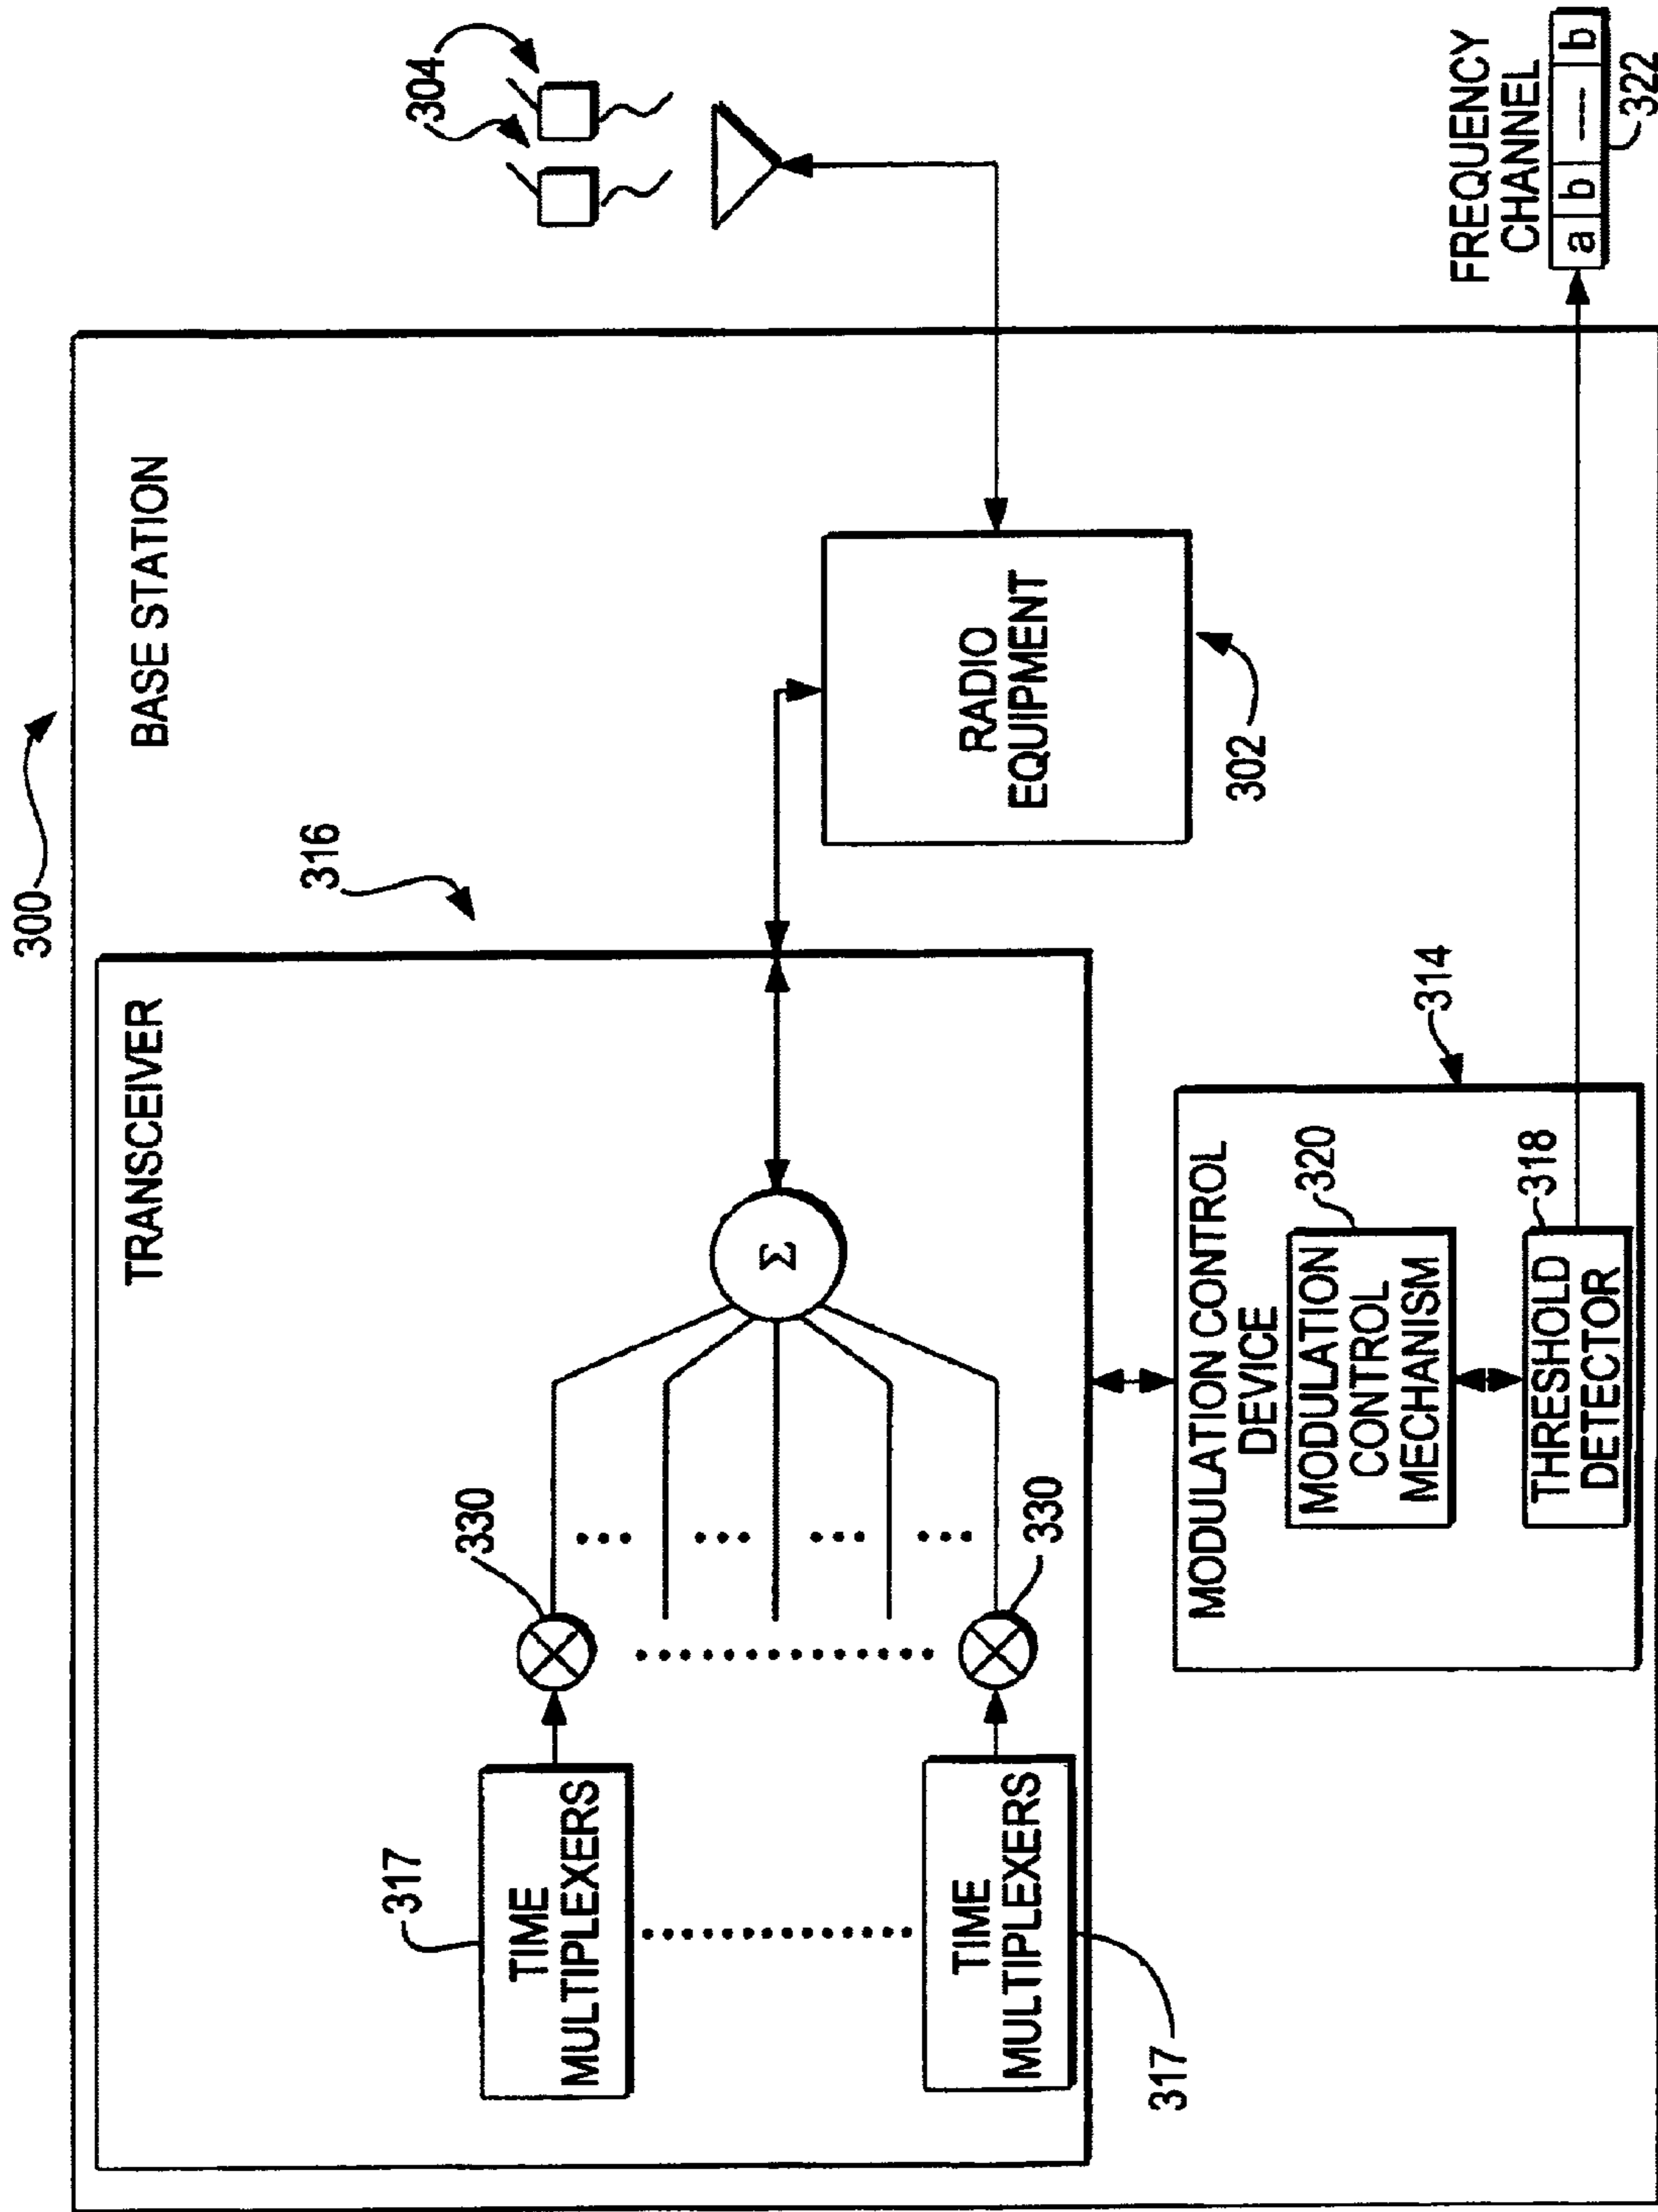 300
BASE STATION
TRANSCEIVER
316
304
317
TIME
MULTIPLEXERS
330
Σ
RADIO
EQUIPMENT
302
TIME
MULTIPLEXERS
317
330
MODULATION CONTROL
DEVICE
314
MODULATION
CONTROL
MECHANISM
320
THRESHOLD
DETECTOR
318
FREQUENCY
CHANNEL
a b --- b
322